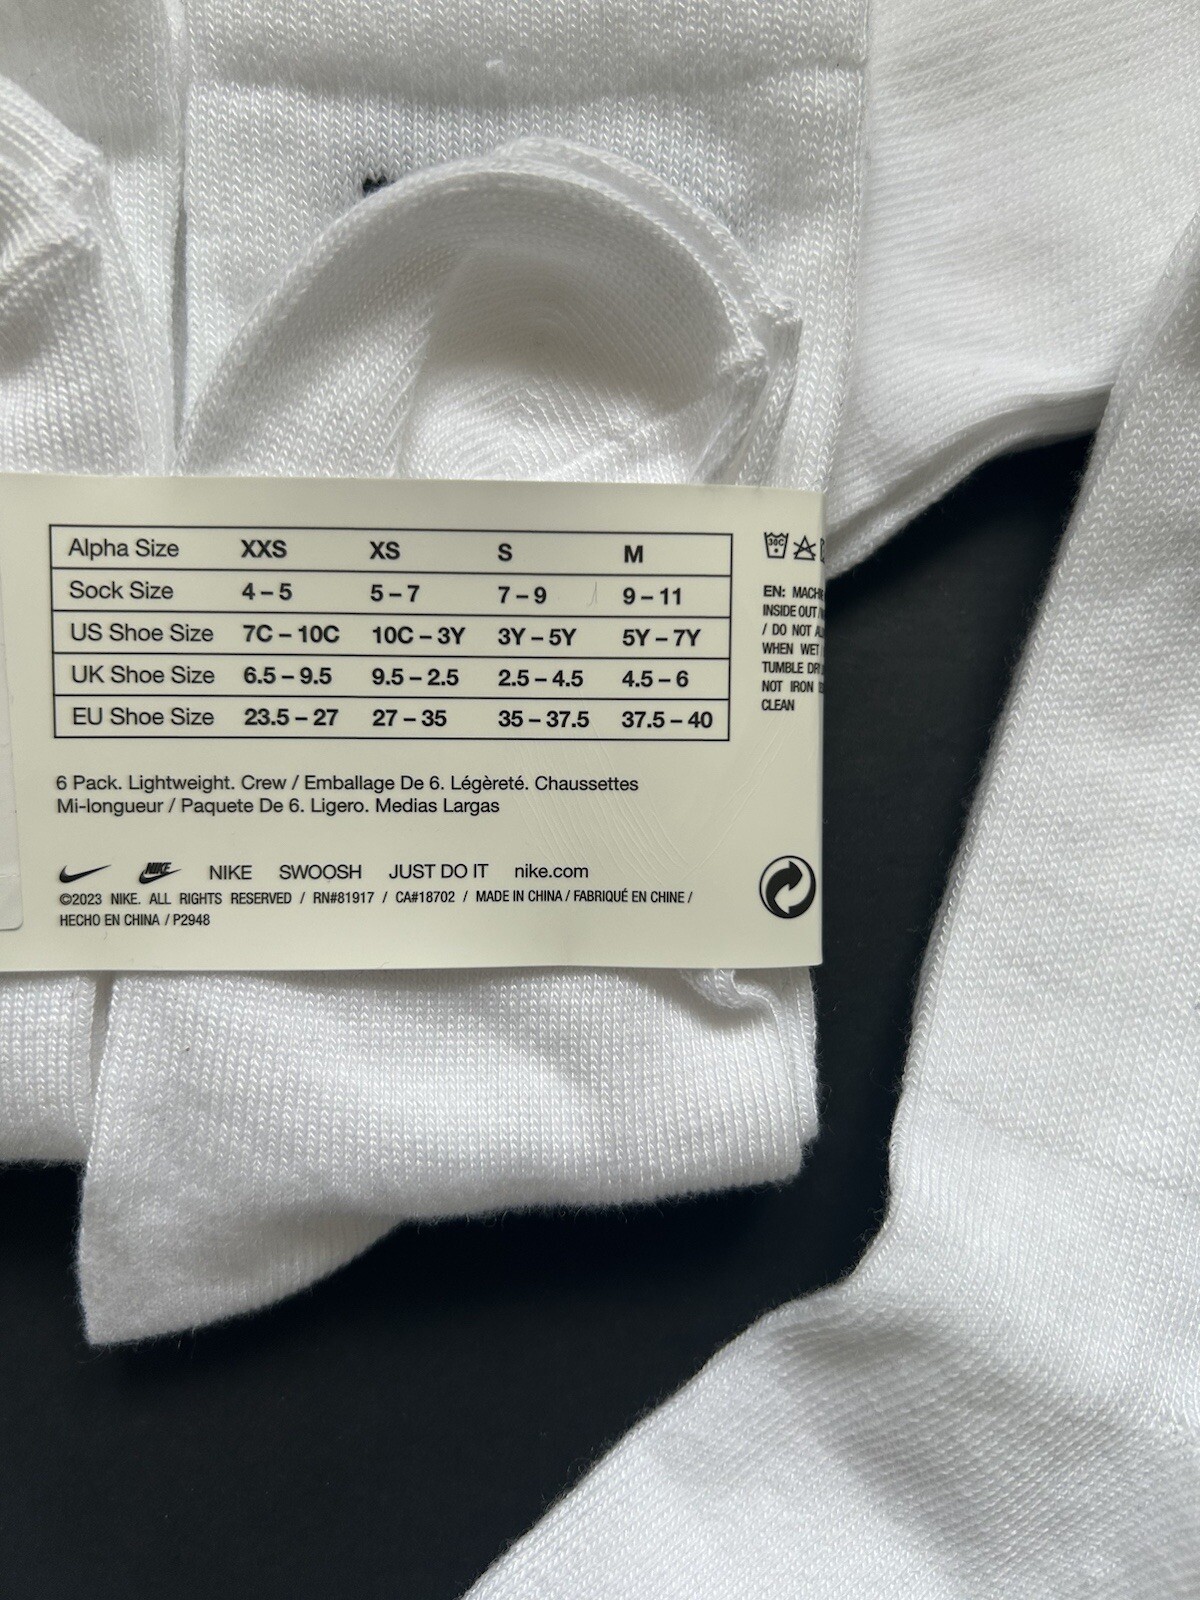 Alpha Size XXS XS S M
Sock Size 4 – 5 5 – 7 7 – 9 9 – 11
US Shoe Size 7C – 10C 10C – 3Y 3Y – 5Y 5Y – 7Y
UK Shoe Size 6.5 – 9.5 9.5 – 2.5 2.5 – 4.5 4.5 – 6
EU Shoe Size 23.5 – 27 27 – 35 35 – 37.5 37.5 – 40
30C
EN:
INSIDE OUT
/ DO NOT
WHEN WET
TUMBLE
NOT IRON
CLEAN
6 Pack. Lightweight. Crew / Emballage De 6. Légèreté. Chaussettes
Mi-longueur / Paquete De 6. Ligero. Medias Largas
NIKE NIKE SWOOSH JUST DO IT nike.com
©2023 NIKE. ALL RIGHTS RESERVED / RN#81917 / CA#18702 / MADE IN CHINA / FABRIQUÉ EN CHINE /
HECHO EN CHINA / P2948